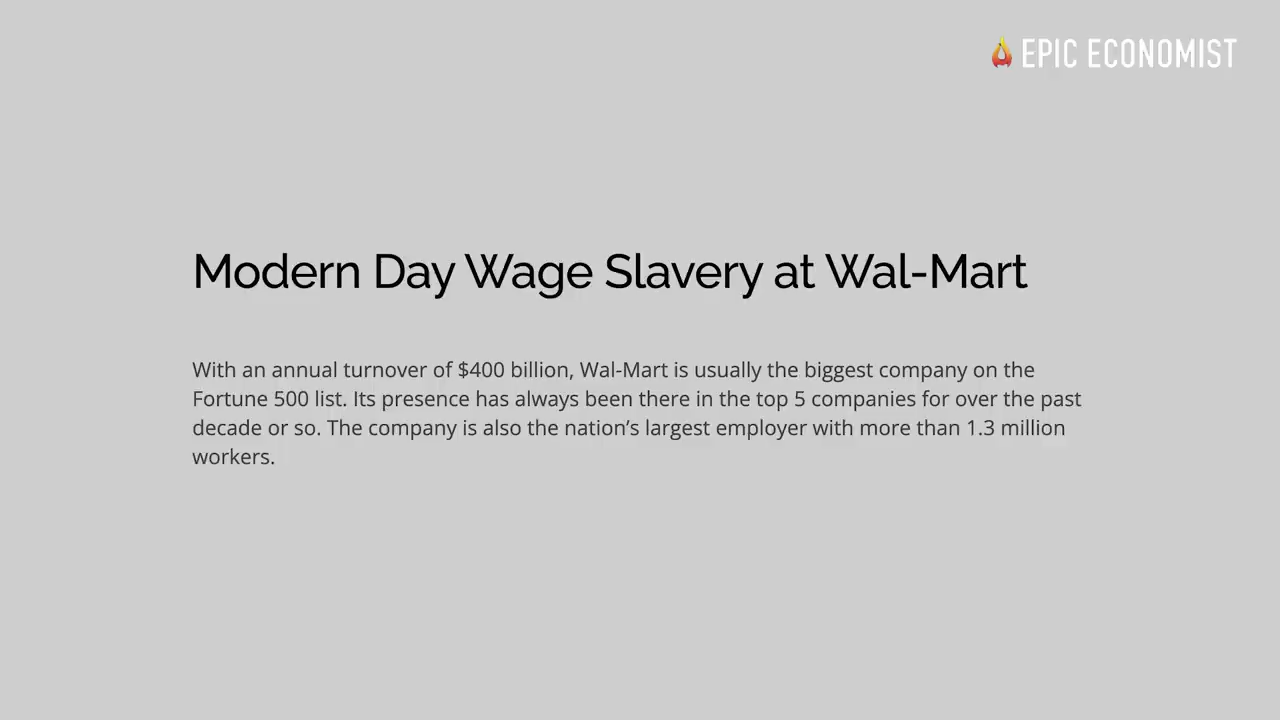 EPIC ECONOMIST
Modern Day Wage Slavery at Wal-Mart
With an annual turnover of $400 billion, Wal-Mart is usually the biggest company on the
Fortune 500 list. Its presence has always been there in the top 5 companies for over the past
decade or so. The company is also the nation’s largest employer with more than 1.3 million
workers.